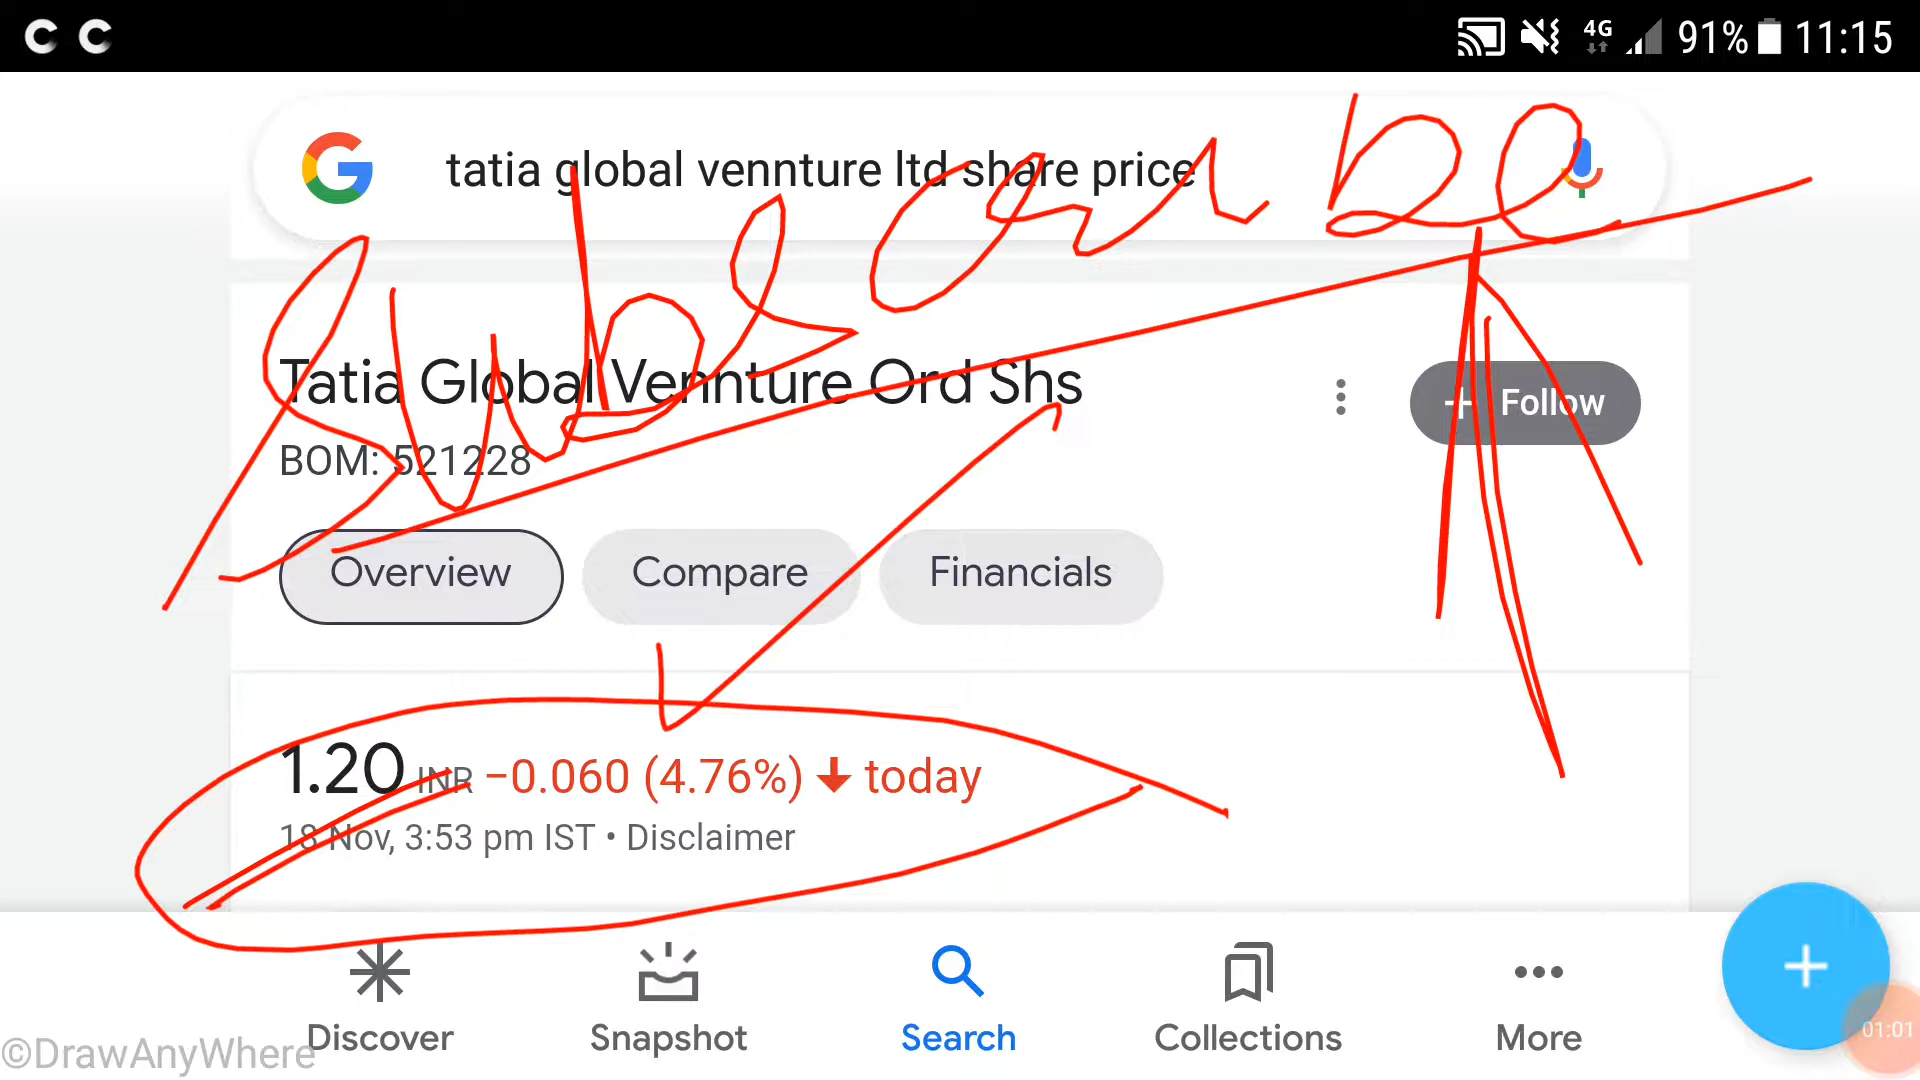 C C 4G 91% 11:15
tatia global vennture ltd share price
Tatia Global Vennture Ord Shs
+ Follow
BOM: 521228
Overview Compare Financials
1.20 INR −0.060 (4.76%) ↓ today
18 Nov, 3:53 pm IST • Disclaimer
Discover Snapshot Search Collections More
01:01
©DrawAnyWhere